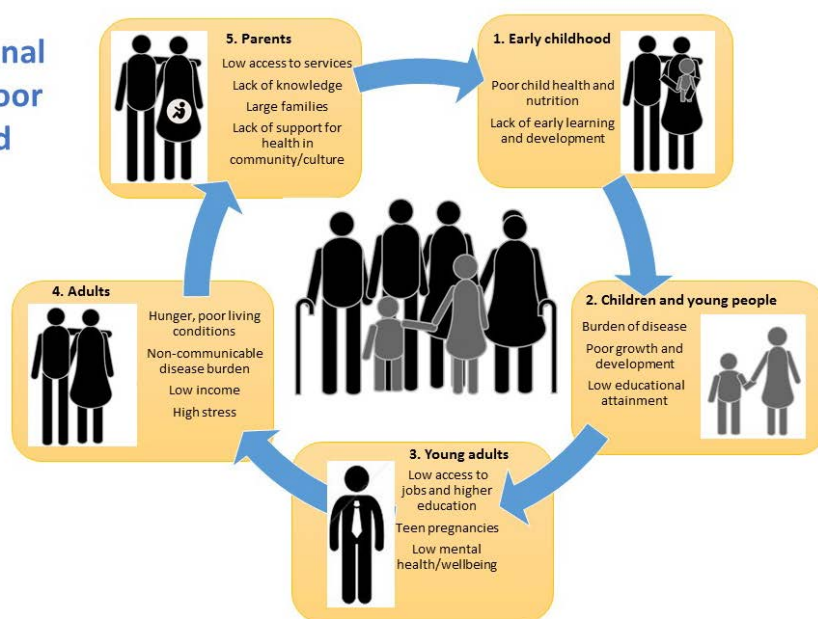 nal
oor
d
5. Parents
Low access to services
Lack of knowledge
Large families
Lack of support for
health in
community/culture
1. Early childhood
Poor child health and
nutrition
Lack of early learning
and development
2. Children and young people
Burden of disease
Poor growth and
development
Low educational
attainment
3. Young adults
Low access to
jobs and higher
education
Teen pregnancies
Low mental
health/wellbeing
4. Adults
Hunger, poor living
conditions
Non-communicable
disease burden
Low income
High stress